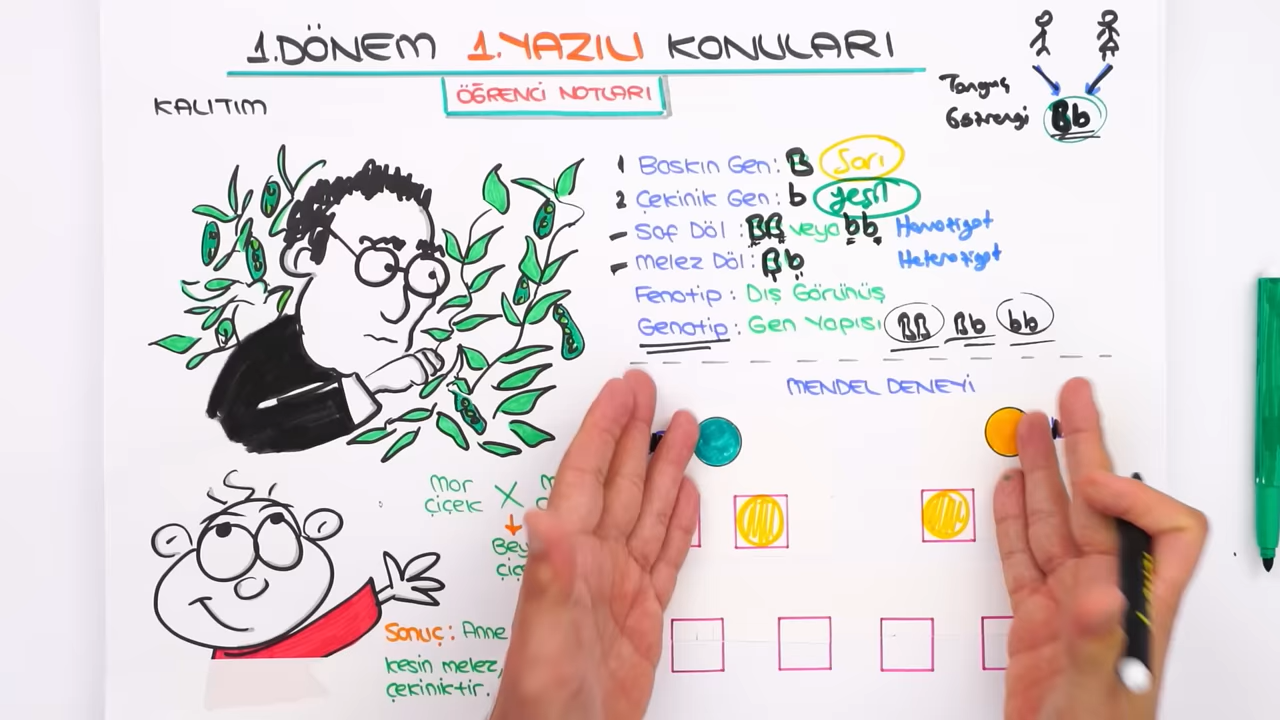 1.DÖNEM 1.YAZILI KONULARI
ÖĞRENCİ NOTLARI
KALITIM
Bb
1 Baskın Gen: B Sarı
2 Çekinik Gen: b yeşil
- Saf Döl: BB veya bb Homozigot
- Melez Döl: Bb Heterozigot
Fenotip: Dış Görünüş
Genotip: Gen Yapısı BB Bb bb
MENDEL DENEYİ
mor çiçek X
Sonuç: Anne
kesin melez,
çekiniktir.